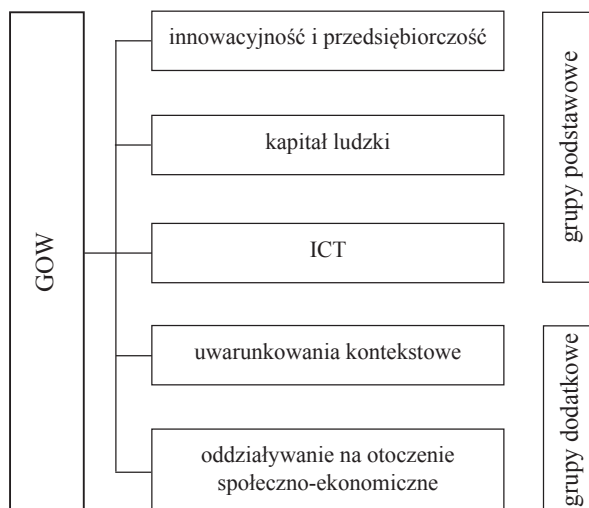 GOW
innowacyjność i przedsiębiorczość
kapitał ludzki
ICT
uwarunkowania kontekstowe
oddziaływanie na otoczenie
społeczno-ekonomiczne
grupy podstawowe
grupy dodatkowe